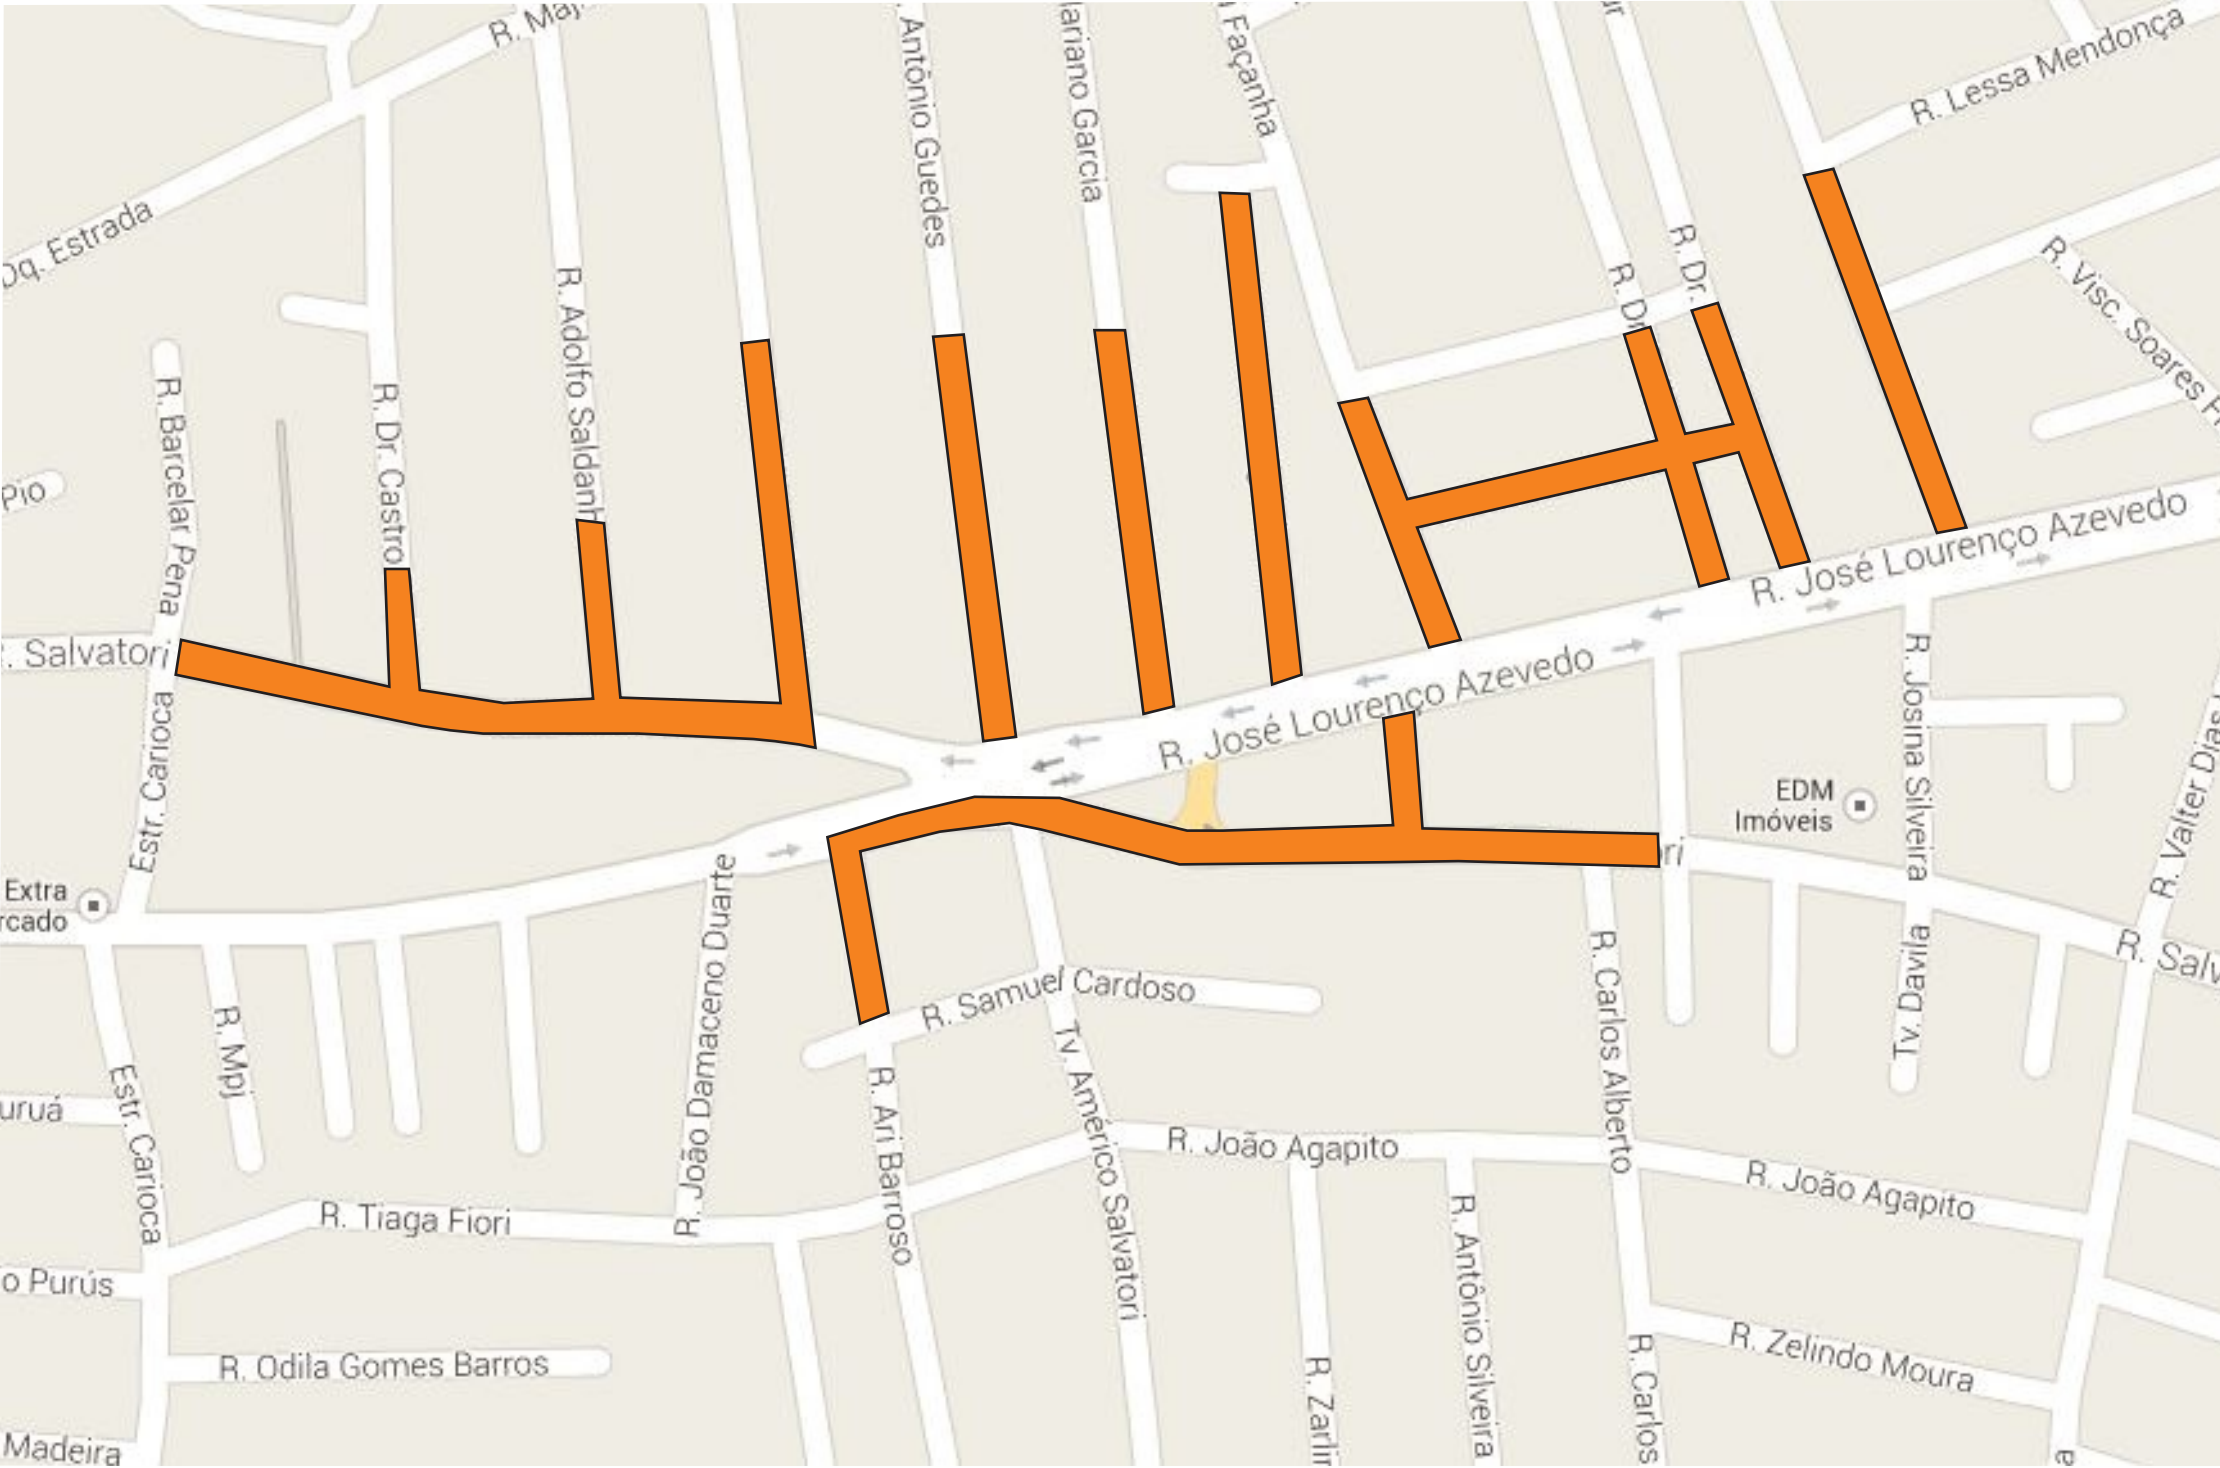 R. Maj
Antônio Guedes
ariano Garcia
Façanha
R. Lessa Mendonça
Dq. Estrada
R. Dr.
R. Dr
R. Visc. Soares
R. Adolfo Saldanh
R. Barcelar Pena
R. Dr. Castro
Pio
R. José Lourenço Azevedo
. Salvatori
R. José Lourenço Azevedo
R. Josina Silveira
Estr. Carioca
R. Valter Dias
EDM
Imóveis
ri
Extra
rcado
R. João Damaceno Duarte
R. Salv
R. Samuel Cardoso
R. Carlos Alberto
Tv. Davila
R. Mpj
Estr. Carioca
uruá
R. Ari Barroso
Tv. Américo Salvatori
R. João Agapito
R. João Agapito
R. Tiaga Fiori
o Purús
R. Antônio Silveira
R. Zelindo Moura
R. Odila Gomes Barros
R. Zarlin
R. Carlos
Madeira